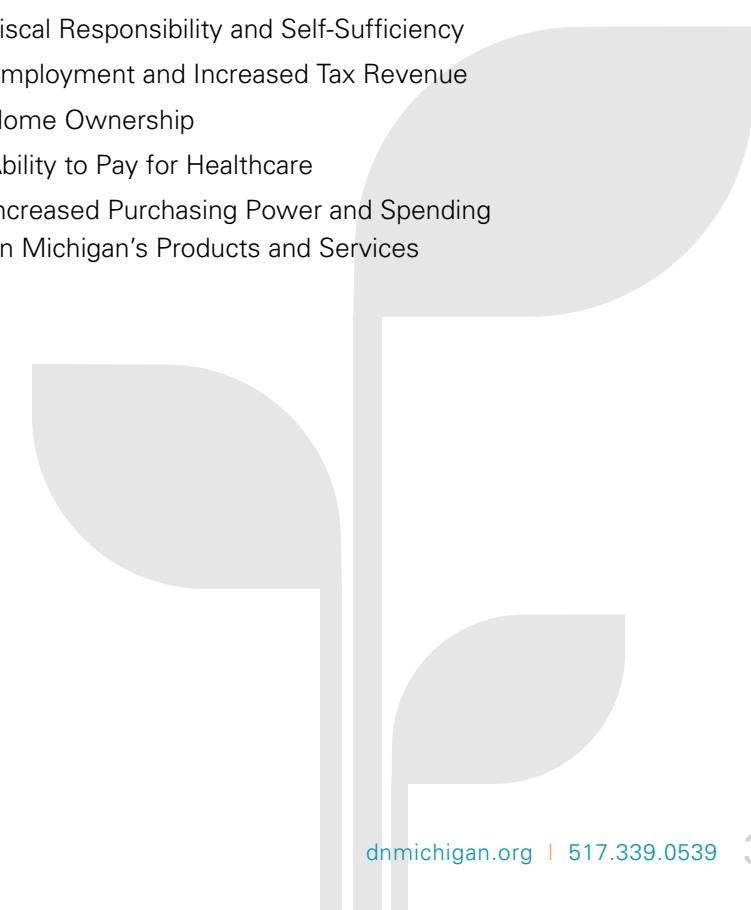 iscal Responsibility and Self-Sufficiency
mployment and Increased Tax Revenue
ome Ownership
bility to Pay for Healthcare
ncreased Purchasing Power and Spending
n Michigan’s Products and Services
dnmichigan.org | 517.339.0539